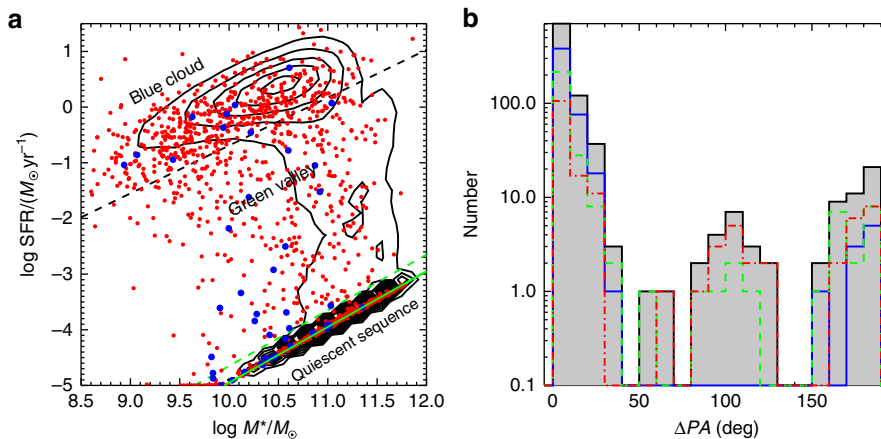 a
b
Blue cloud
Green valley
Quiescent sequence
log SFR/(M⊙yr⁻¹)
1
0
−1
−2
−3
−4
−5
8.5 9.0 9.5 10.0 10.5 11.0 11.5 12.0
log M*/M⊙
Number
100.0
10.0
1.0
0.1
0 50 100 150
ΔPA (deg)